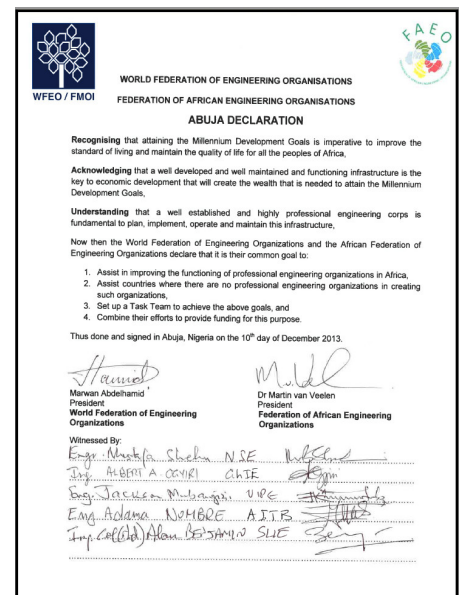 FAEO
WFEO / FMOI
WORLD FEDERATION OF ENGINEERING ORGANISATIONS
FEDERATION OF AFRICAN ENGINEERING ORGANISATIONS
ABUJA DECLARATION
Recognising that attaining the Millennium Development Goals is imperative to improve the
standard of living and maintain the quality of life for all the peoples of Africa,
Acknowledging that a well developed and well maintained and functioning infrastructure is the
key to economic development that will create the wealth that is needed to attain the Millennium
Development Goals,
Understanding that a well established and highly professional engineering corps is
fundamental to plan, implement, operate and maintain this infrastructure,
Now then the World Federation of Engineering Organizations and the African Federation of
Engineering Organizations declare that it is their common goal to:
1. Assist in improving the functioning of professional engineering organizations in Africa,
2. Assist countries where there are no professional engineering organizations in creating
such organizations,
3. Set up a Task Team to achieve the above goals, and
4. Combine their efforts to provide funding for this purpose.
Thus done and signed in Abuja, Nigeria on the 10th day of December 2013.
Marwan Abdelhamid
President
World Federation of Engineering
Organizations
Dr Martin van Veelen
President
Federation of African Engineering
Organizations
Witnessed By:
Engr. Mustafa Shehu NSE
Ing. ALBERT A. OGYIRI GhIE
Eng. Jackson
Eng Adama NOMBRE AITB
Ing. Col(rtd) Alan BENJAMIN SLIE